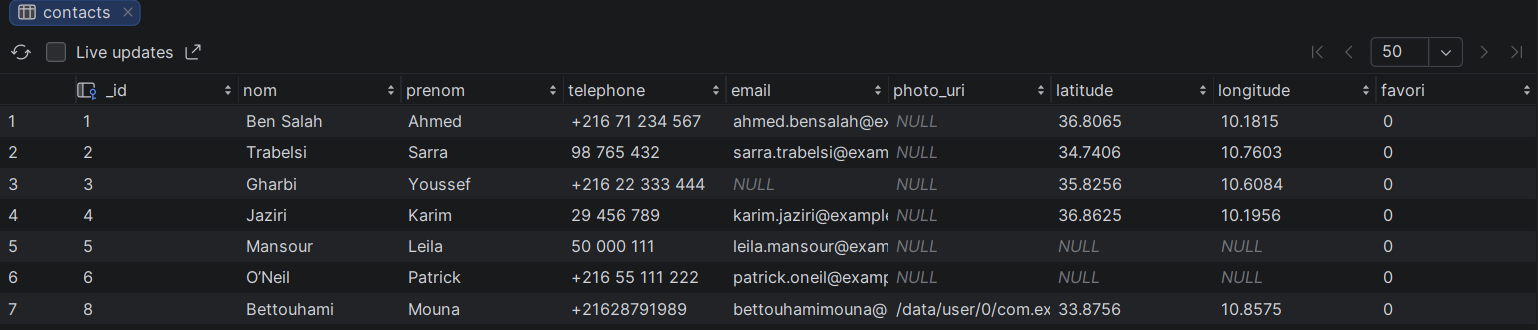 contacts
Live updates
50
_id nom prenom telephone email photo_uri latitude longitude favori
1 1 Ben Salah Ahmed +216 71 234 567 ahmed.bensalah@ex NULL 36.8065 10.1815 0
2 2 Trabelsi Sarra 98 765 432 sarra.trabelsi@exam NULL 34.7406 10.7603 0
3 3 Gharbi Youssef +216 22 333 444 NULL NULL 35.8256 10.6084 0
4 4 Jaziri Karim 29 456 789 karim.jaziri@example NULL 36.8625 10.1956 0
5 5 Mansour Leila 50 000 111 leila.mansour@exam NULL NULL NULL 0
6 6 O’Neil Patrick +216 55 111 222 patrick.oneil@examp NULL NULL NULL 0
7 8 Bettouhami Mouna +21628791989 bettouhamimouna@ /data/user/0/com.ex 33.8756 10.8575 0